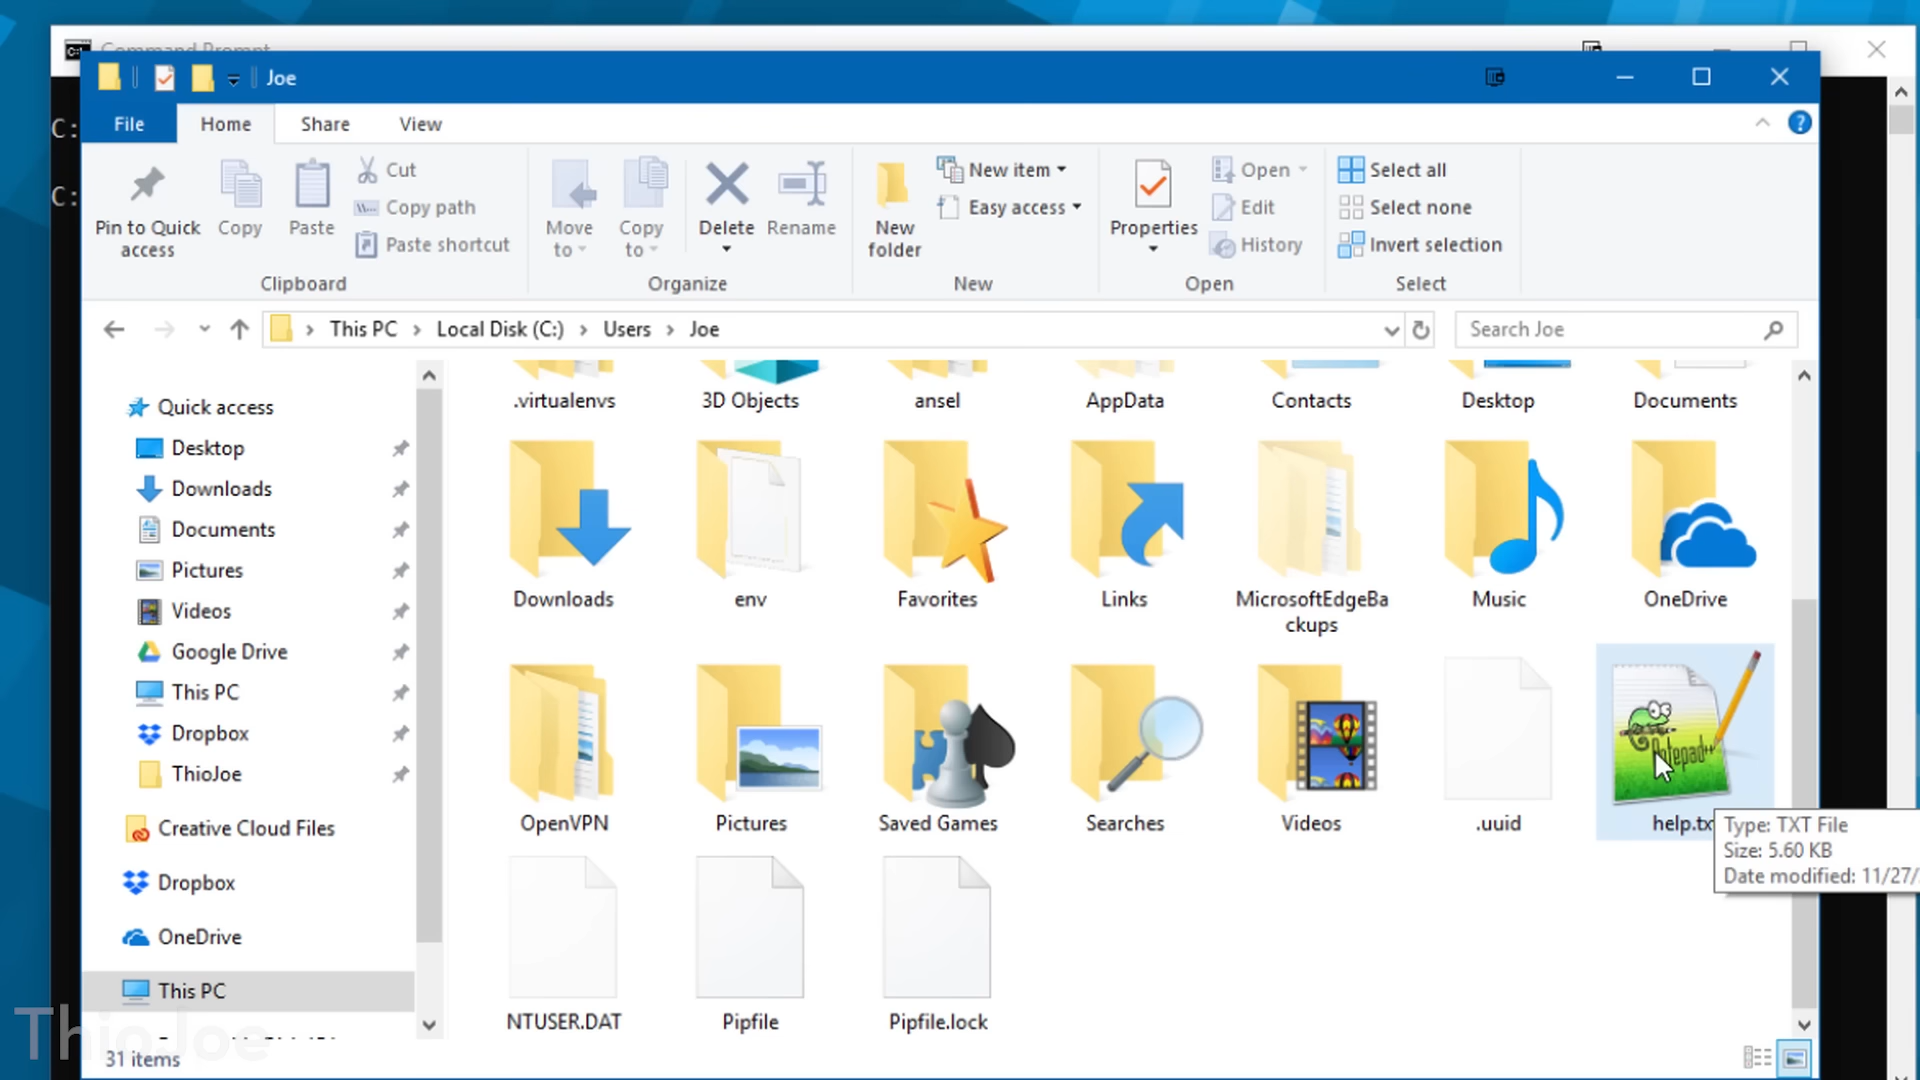 Command Prompt
Joe
File
Home
Share
View
Pin to Quick access
Copy
Paste
Cut
Copy path
Paste shortcut
Clipboard
Move to
Copy to
Delete
Rename
Organize
New folder
New item
Easy access
New
Properties
Open
Edit
History
Open
Select all
Select none
Invert selection
Select
C:
This PC
Local Disk (C:)
Users
Joe
Search Joe
C:
Quick access
Desktop
Downloads
Documents
Pictures
Videos
Google Drive
This PC
Dropbox
ThioJoe
Creative Cloud Files
Dropbox
OneDrive
This PC
.virtualenvs
3D Objects
ansel
AppData
Contacts
Desktop
Documents
Downloads
env
Favorites
Links
MicrosoftEdgeBa
ckups
Music
OneDrive
OpenVPN
Pictures
Saved Games
Searches
Videos
.uuid
Notepad++
help.tx
Type: TXT File
Size: 5.60 KB
Date modified: 11/27/
NTUSER.DAT
Pipfile
Pipfile.lock
31 items
ThioJoe